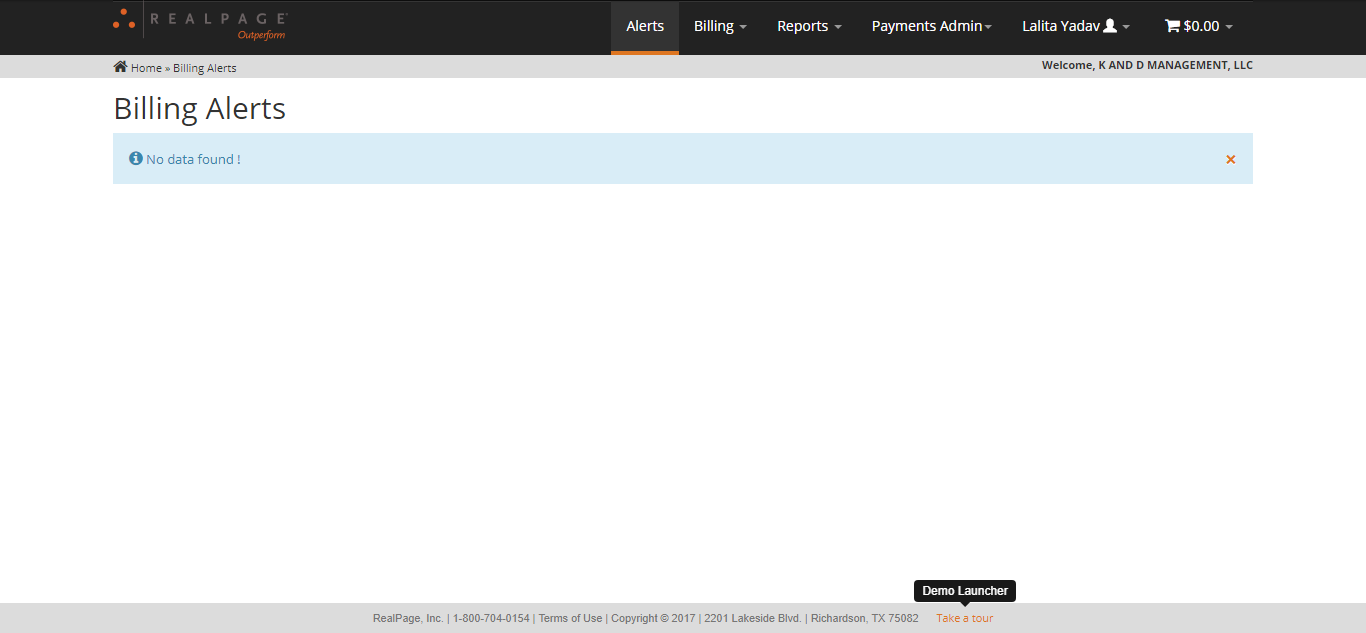 REALPAGE
Outperform
Alerts Billing Reports Payments Admin Lalita Yadav $0.00
Home » Billing Alerts
Welcome, K AND D MANAGEMENT, LLC
Billing Alerts
No data found !
×
Demo Launcher
RealPage, Inc. | 1-800-704-0154 | Terms of Use | Copyright © 2017 | 2201 Lakeside Blvd. | Richardson, TX 75082 Take a tour